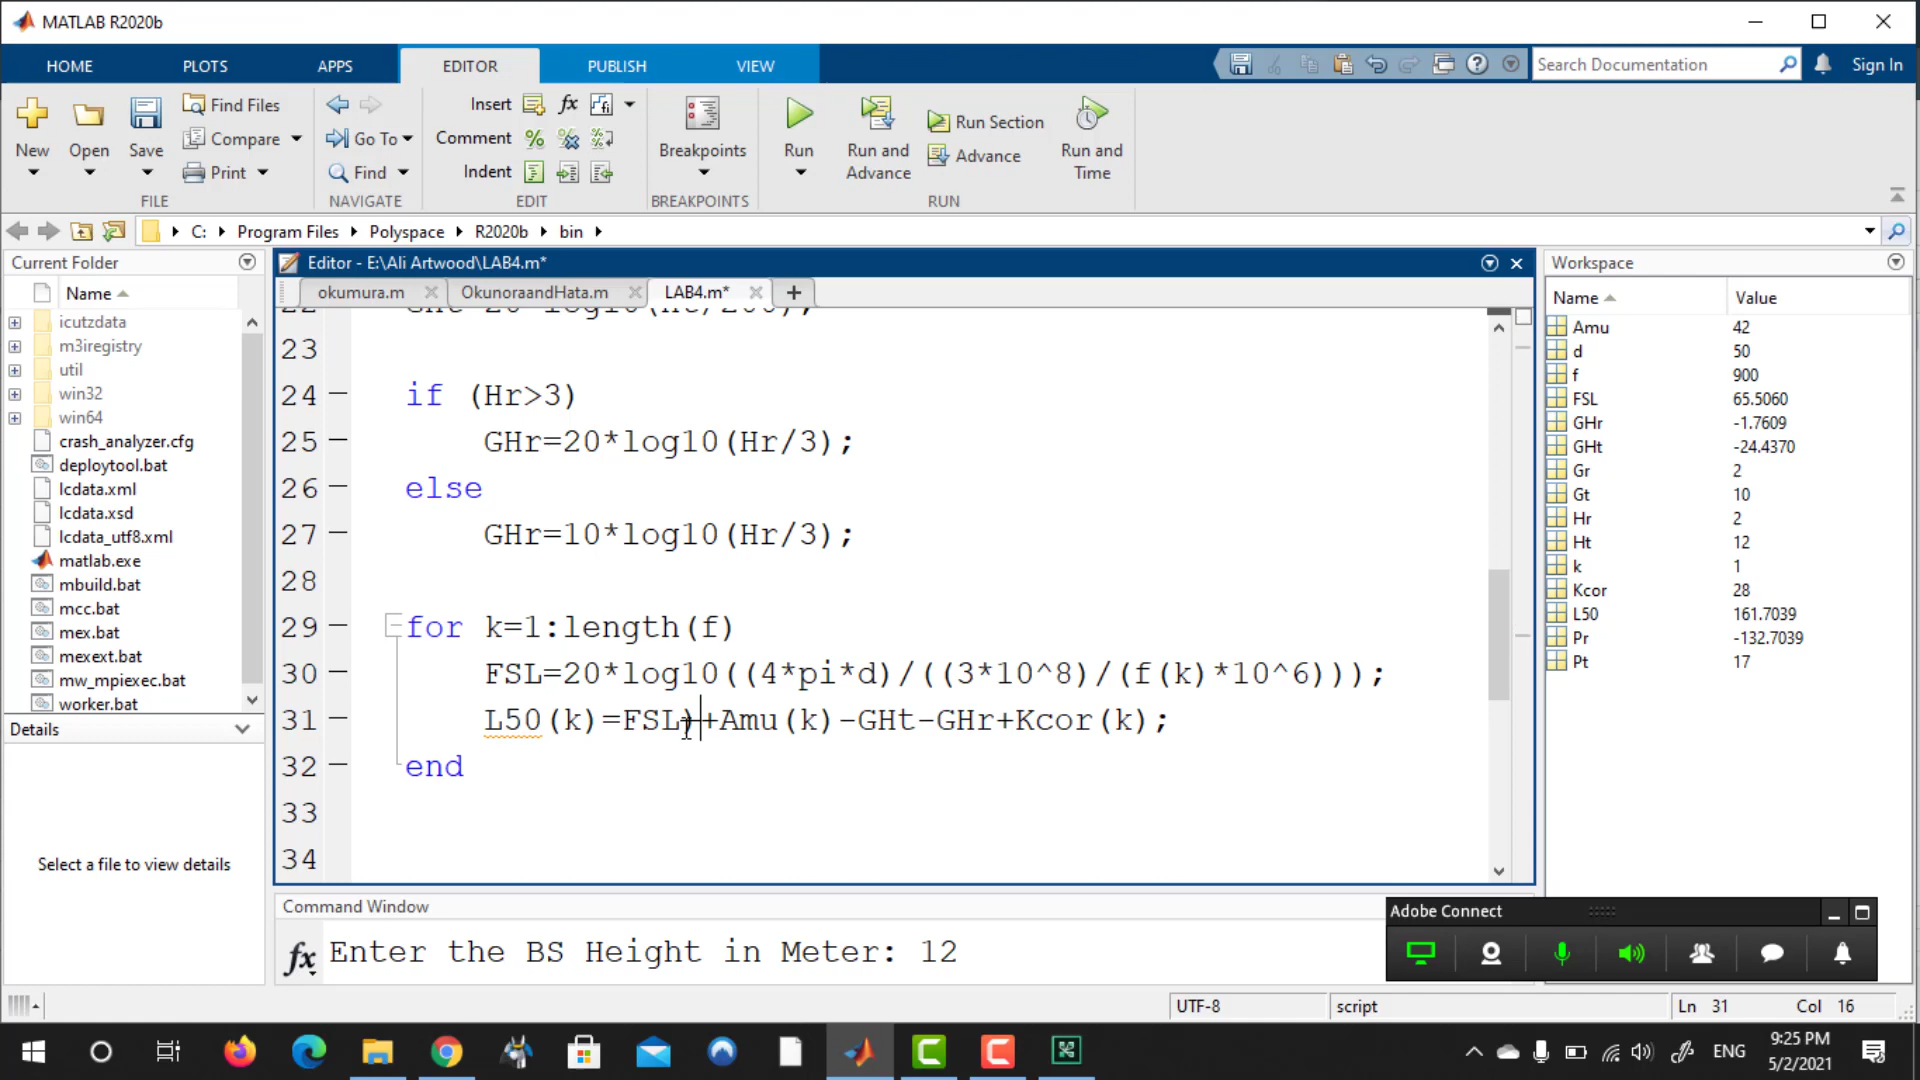 MATLAB R2020b
HOME PLOTS APPS EDITOR PUBLISH VIEW Search Documentation Sign In
New Open Save Find Files Compare Print
FILE
Go To Find
NAVIGATE
Insert fx
Comment
Indent
EDIT
Breakpoints
BREAKPOINTS
Run Run and Advance Run Section Advance Run and Time
RUN
C: Program Files Polyspace R2020b bin
Current Folder
Name
icutzdata
m3iregistry
util
win32
win64
crash_analyzer.cfg
deploytool.bat
lcdata.xml
lcdata.xsd
lcdata_utf8.xml
matlab.exe
mbuild.bat
mcc.bat
mex.bat
mexext.bat
mw_mpiexec.bat
worker.bat
Details
Select a file to view details
Editor - E:\Ali Artwood\LAB4.m*
okumura.m OkunoraandHata.m LAB4.m*
22 GHt=20*log10(Ht/200);
23
24 if (Hr>3)
25 GHr=20*log10(Hr/3);
26 else
27 GHr=10*log10(Hr/3);
28
29 for k=1:length(f)
30 FSL=20*log10((4*pi*d)/((3*10^8)/(f(k)*10^6)));
31 L50(k)=FSL)+Amu(k)-GHt-GHr+Kcor(k);
32 end
33
34
Command Window
fx Enter the BS Height in Meter: 12
Workspace
Name Value
Amu 42
d 50
f 900
FSL 65.5060
GHr -1.7609
GHt -24.4370
Gr 2
Gt 10
Hr 2
Ht 12
k 1
Kcor 28
L50 161.7039
Pr -132.7039
Pt 17
Adobe Connect
UTF-8 script Ln 31 Col 16
ENG 9:25 PM
5/2/2021